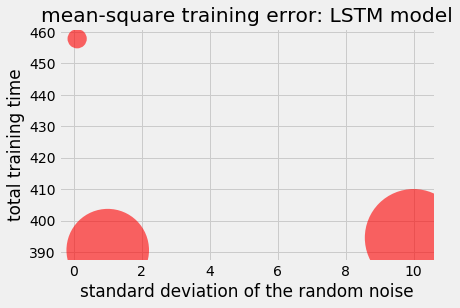 mean-square training error: LSTM model
460
450
440
430
420
410
400
390
total training time
0 2 4 6 8 10
standard deviation of the random noise